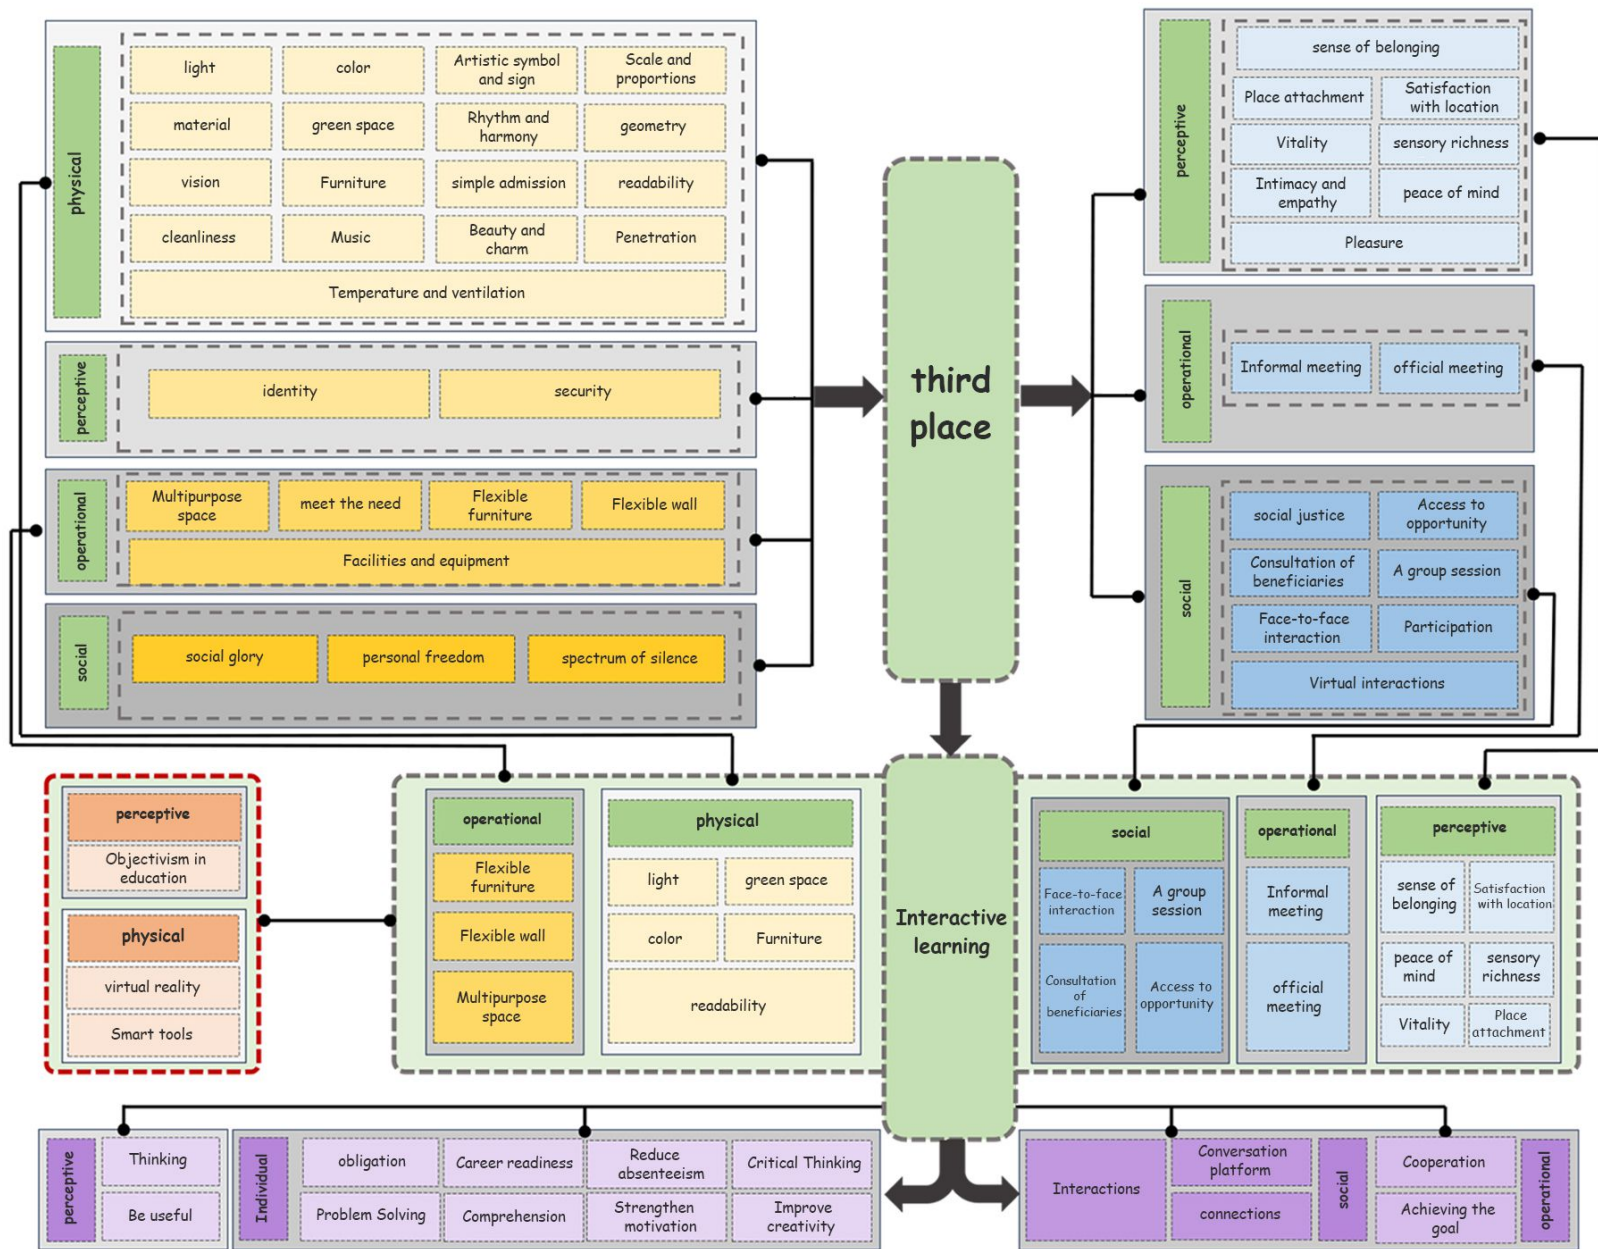 physical
light
color
Artistic symbol
and sign
Scale and
proportions
material
green space
Rhythm and
harmony
geometry
vision
Furniture
simple admission
readability
cleanliness
Music
Beauty and
charm
Penetration
Temperature and ventilation
perceptive
identity
security
operational
Multipurpose
space
meet the need
Flexible
furniture
Flexible wall
Facilities and equipment
social
social glory
personal freedom
spectrum of silence
third
place
perceptive
sense of belonging
Place attachment
Satisfaction
with location
Vitality
sensory richness
Intimacy and
empathy
peace of mind
Pleasure
operational
Informal meeting
official meeting
social
social justice
Access to
opportunity
Consultation of
beneficiaries
A group session
Face-to-face
interaction
Participation
Virtual interactions
perceptive
Objectivism in
education
physical
virtual reality
Smart tools
operational
Flexible
furniture
Flexible wall
Multipurpose
space
physical
light
green space
color
Furniture
readability
Interactive
learning
social
Face-to-face
interaction
A group
session
Consultation
of
beneficiaries
Access to
opportunity
operational
Informal
meeting
official
meeting
perceptive
sense of
belonging
Satisfaction
with location
peace of
mind
sensory
richness
Vitality
Place
attachment
perceptive
Thinking
Be useful
Individual
obligation
Career readiness
Reduce
absenteeism
Critical Thinking
Problem Solving
Comprehension
Strengthen
motivation
Improve
creativity
Interactions
Conversation
platform
connections
social
Cooperation
Achieving the
goal
operational